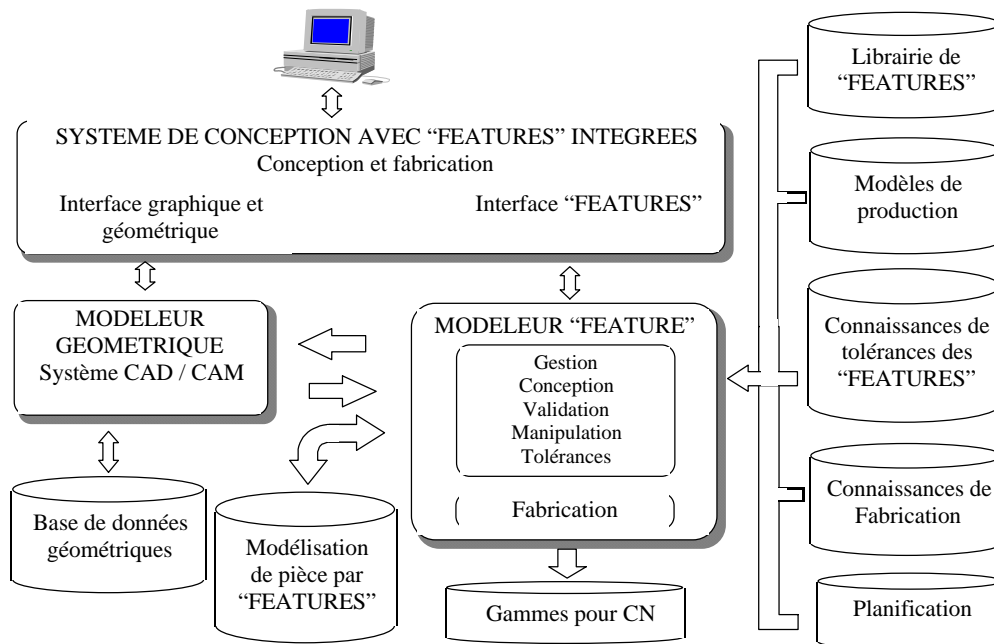 SYSTEME DE CONCEPTION AVEC “FEATURES” INTEGREES
Conception et fabrication
Interface graphique et
géométrique
Interface “FEATURES”
MODELEUR
GEOMETRIQUE
Système CAD / CAM
MODELEUR “FEATURE”
Gestion
Conception
Validation
Manipulation
Tolérances
Fabrication
Base de données
géométriques
Modélisation
de pièce par
“FEATURES”
Gammes pour CN
Librairie de
“FEATURES”
Modèles de
production
Connaissances de
tolérances des
“FEATURES”
Connaissances de
Fabrication
Planification